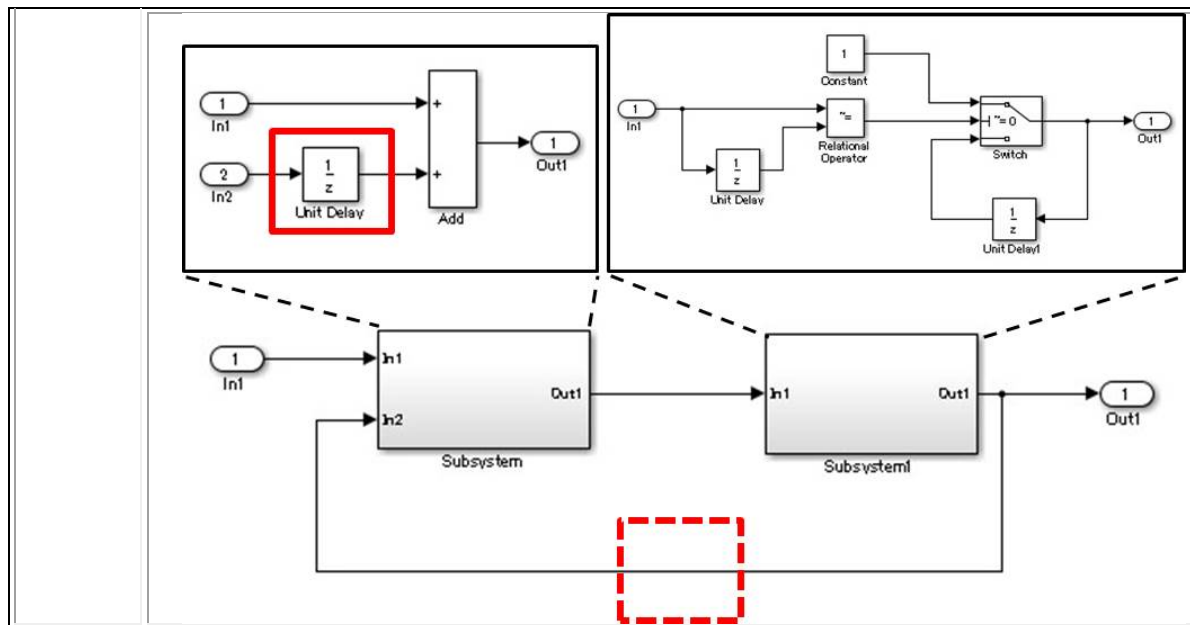 1
In1
2
In2
1
z
Unit Delay
+
+
Add
1
Out1
1
Constant
1
In1
~=
Relational
Operator
1
z
Unit Delay
~= 0
Switch
1
Out1
1
z
Unit Delay1
1
In1
In1
In2
Out1
Subsystem
In1
Out1
Subsystem1
1
Out1